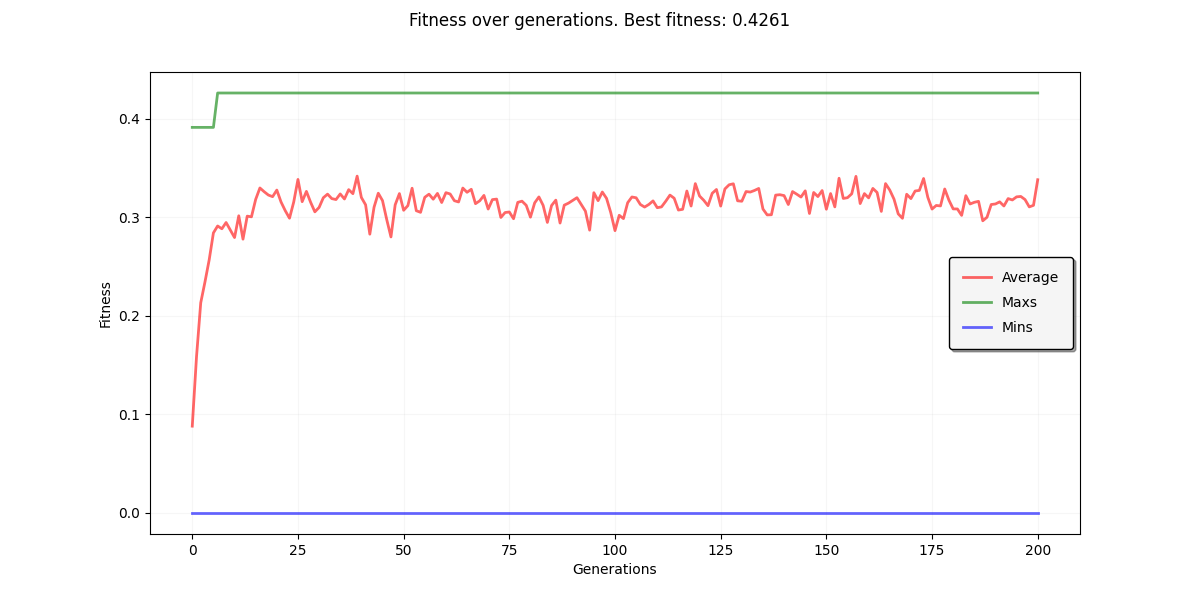 Fitness over generations. Best fitness: 0.4261
0.4
0.3
0.2
0.1
0.0
Fitness
Average
Maxs
Mins
0 25 50 75 100 125 150 175 200
Generations